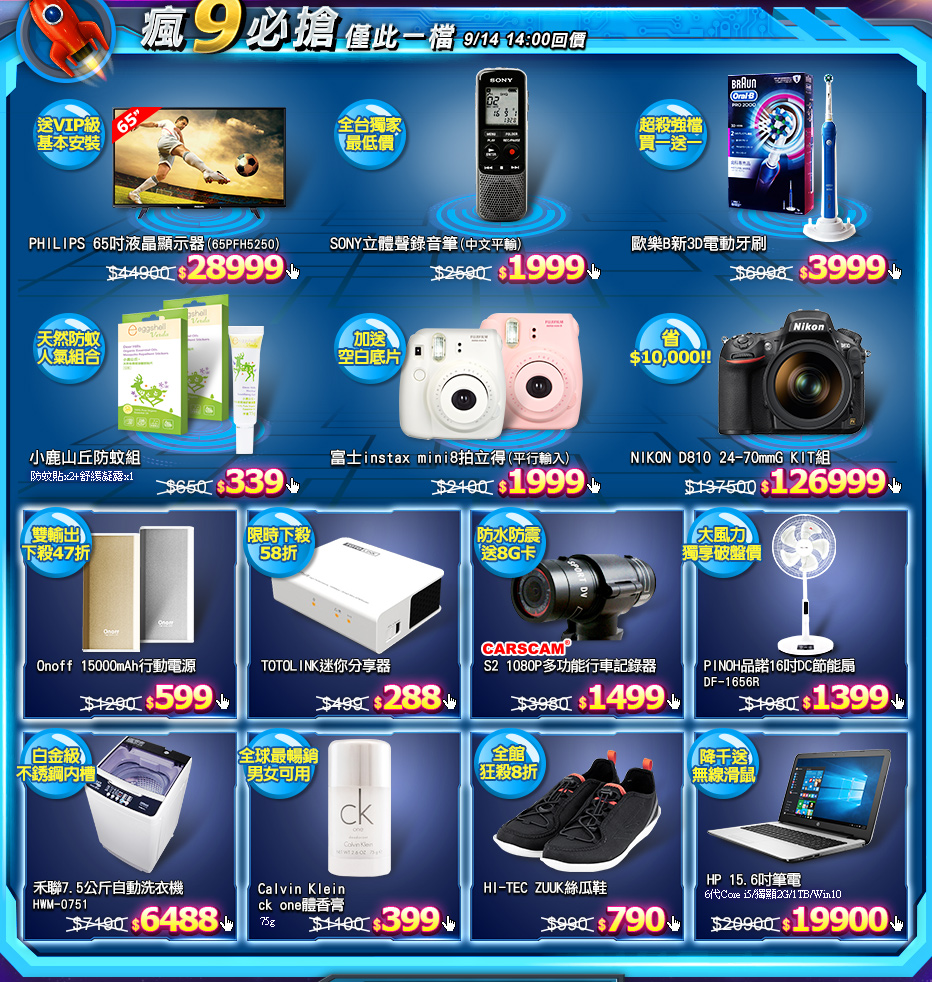 瘋9必搶 僅此一檔 9/14 14:00回價
送VIP級
基本安裝
65"
PHILIPS 65吋液晶顯示器(65PFH5250)
$44900 $28999
全台獨家
最低價
SONY
SONY立體聲錄音筆(中文平輸)
$2590 $1999
超殺強檔
買一送一
BRAUN
Oral-B
PRO 2000
歐樂B新3D電動牙刷
$6998 $3999
天然防蚊
人氣組合
eggshell
小鹿山丘防蚊組
防蚊貼x2+舒緩凝露x1
$650 $339
加送
空白底片
富士instax mini8拍立得(平行輸入)
$2100 $1999
省
$10,000!!
Nikon
NIKON D810 24-70mmG KIT組
$137500 $126999
雙輸出
下殺47折
Onoff
Onoff
Onoff 15000mAh行動電源
$1290 $599
限時下殺
58折
TOTOLINK迷你分享器
$499 $288
防水防震
送8G卡
SPORT DV
CARSCAM®
S2 1080P多功能行車記錄器
$3980 $1499
大風力
獨享破盤價
PINOH品諾16吋DC節能扇
DF-1656R
$1980 $1399
白金級
不銹鋼內槽
禾聯7.5公斤自動洗衣機
HWM-0751
$7190 $6488
全球最暢銷
男女可用
ck
one
Calvin Klein
Calvin Klein
ck one體香膏
75g
$1100 $399
全館
狂殺8折
HI-TEC ZUUK絲瓜鞋
$990 $790
降千送
無線滑鼠
HP 15.6吋筆電
6代Core i5/獨顯2G/1TB/Win10
$20900 $19900